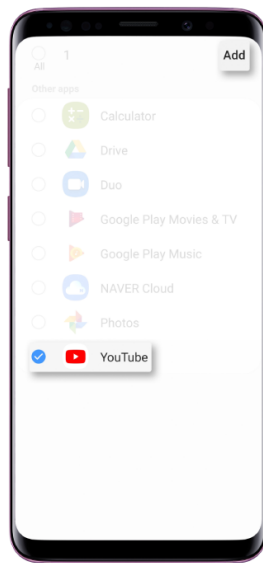 1
Add
All
Other apps
Calculator
Drive
Duo
Google Play Movies & TV
Google Play Music
NAVER Cloud
Photos
YouTube